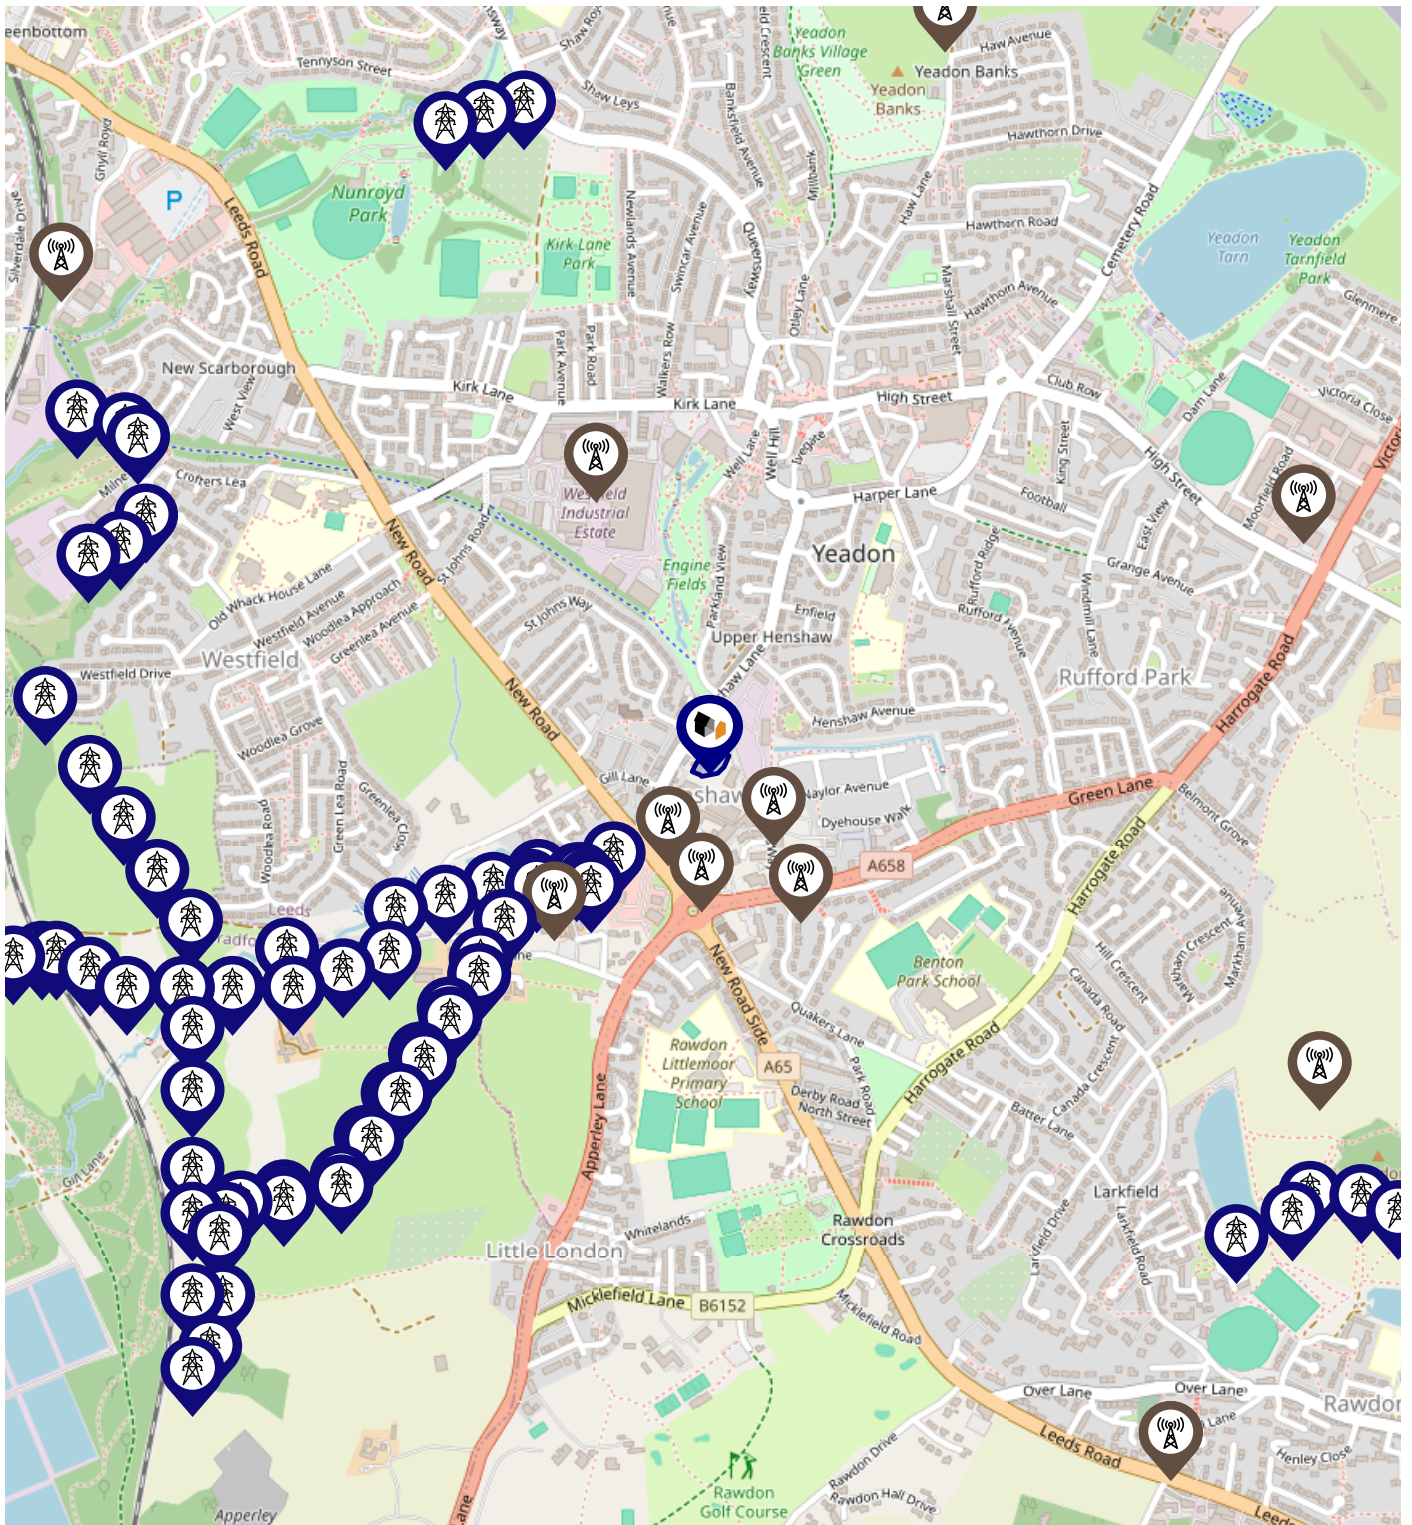 eenbottom
Tennyson Street
Shaw Leys
Yeadon
Banks Village
Green
Haw Avenue
Yeadon Banks
Yeadon
Banks
Hawthorn Drive
Banksfield Avenue
Millbank
Ghyll Royd
Silverdale Drive
P
Leeds Road
Nunroyd
Park
Kirk Lane
Park
Newlands Avenue
Swincar Avenue
Queensway
Haw Lane
Hawthorn Road
Cemetery Road
Yeadon
Tarn
Yeadon
Tarnfield
Park
Otley Lane
Marshall Street
Hawthorn Avenue
New Scarborough
West View
Park Avenue
Park Road
Walkers Row
Kirk Lane
Kirk Lane
High Street
Club Row
Dam Lane
Victoria Close
Well Lane
Well Hill
Ivegate
King Street
High Street
Moorfield Road
Crofters Lea
Westfield
Industrial
Estate
Harper Lane
Football
East View
New Road
St Johns Road
Yeadon
Engine
Fields
Parkland View
Rufford Ridge
Grange Avenue
Windmill Lane
Old Whack House Lane
Westfield Avenue
Woodlea Approach
Greenlea Avenue
St Johns Way
Enfield
Rufford Avenue
Upper Henshaw
Westfield
Westfield Drive
Rufford Park
Harrogate Road
New Road
Henshaw Avenue
Woodlea Grove
Gill Lane
Naylor Avenue
Green Lane
Belmont Grove
Green Lea Road
Greenlea Close
Woodlea Road
Dyehouse Walk
A658
Harrogate Road
Leeds
Markham Crescent
Markham Avenue
Benton
Park School
Hill Crescent
Canada Road
New Road Side
Quakers Lane
Harrogate Road
Rawdon
Littlemoor
Primary
School
A65
Park Road
Derby Road
North Street
Canada Crescent
Batter Lane
Apperley Lane
Gill Lane
Larkfield
Larkfield Drive
Larkfield Road
Whitelands
Rawdon
Crossroads
Little London
Micklefield Lane
B6152
Micklefield Road
Over Lane
Over Lane
Rawdon
Leeds Road
Henley Close
Rawdon Drive
Rawdon Hall Drive
Rawdon
Golf Course
Apperley
Leeds